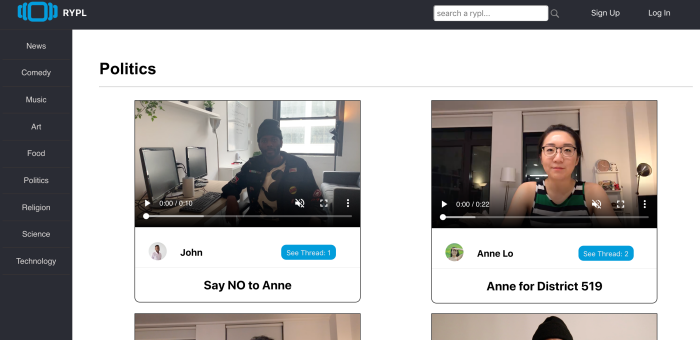 RYPL
search a rypl...
Sign Up
Log In
News
Comedy
Music
Art
Food
Politics
Religion
Science
Technology
Politics
0:00 / 0:10
John
See Thread: 1
Say NO to Anne
0:00 / 0:22
Anne Lo
See Thread: 2
Anne for District 519